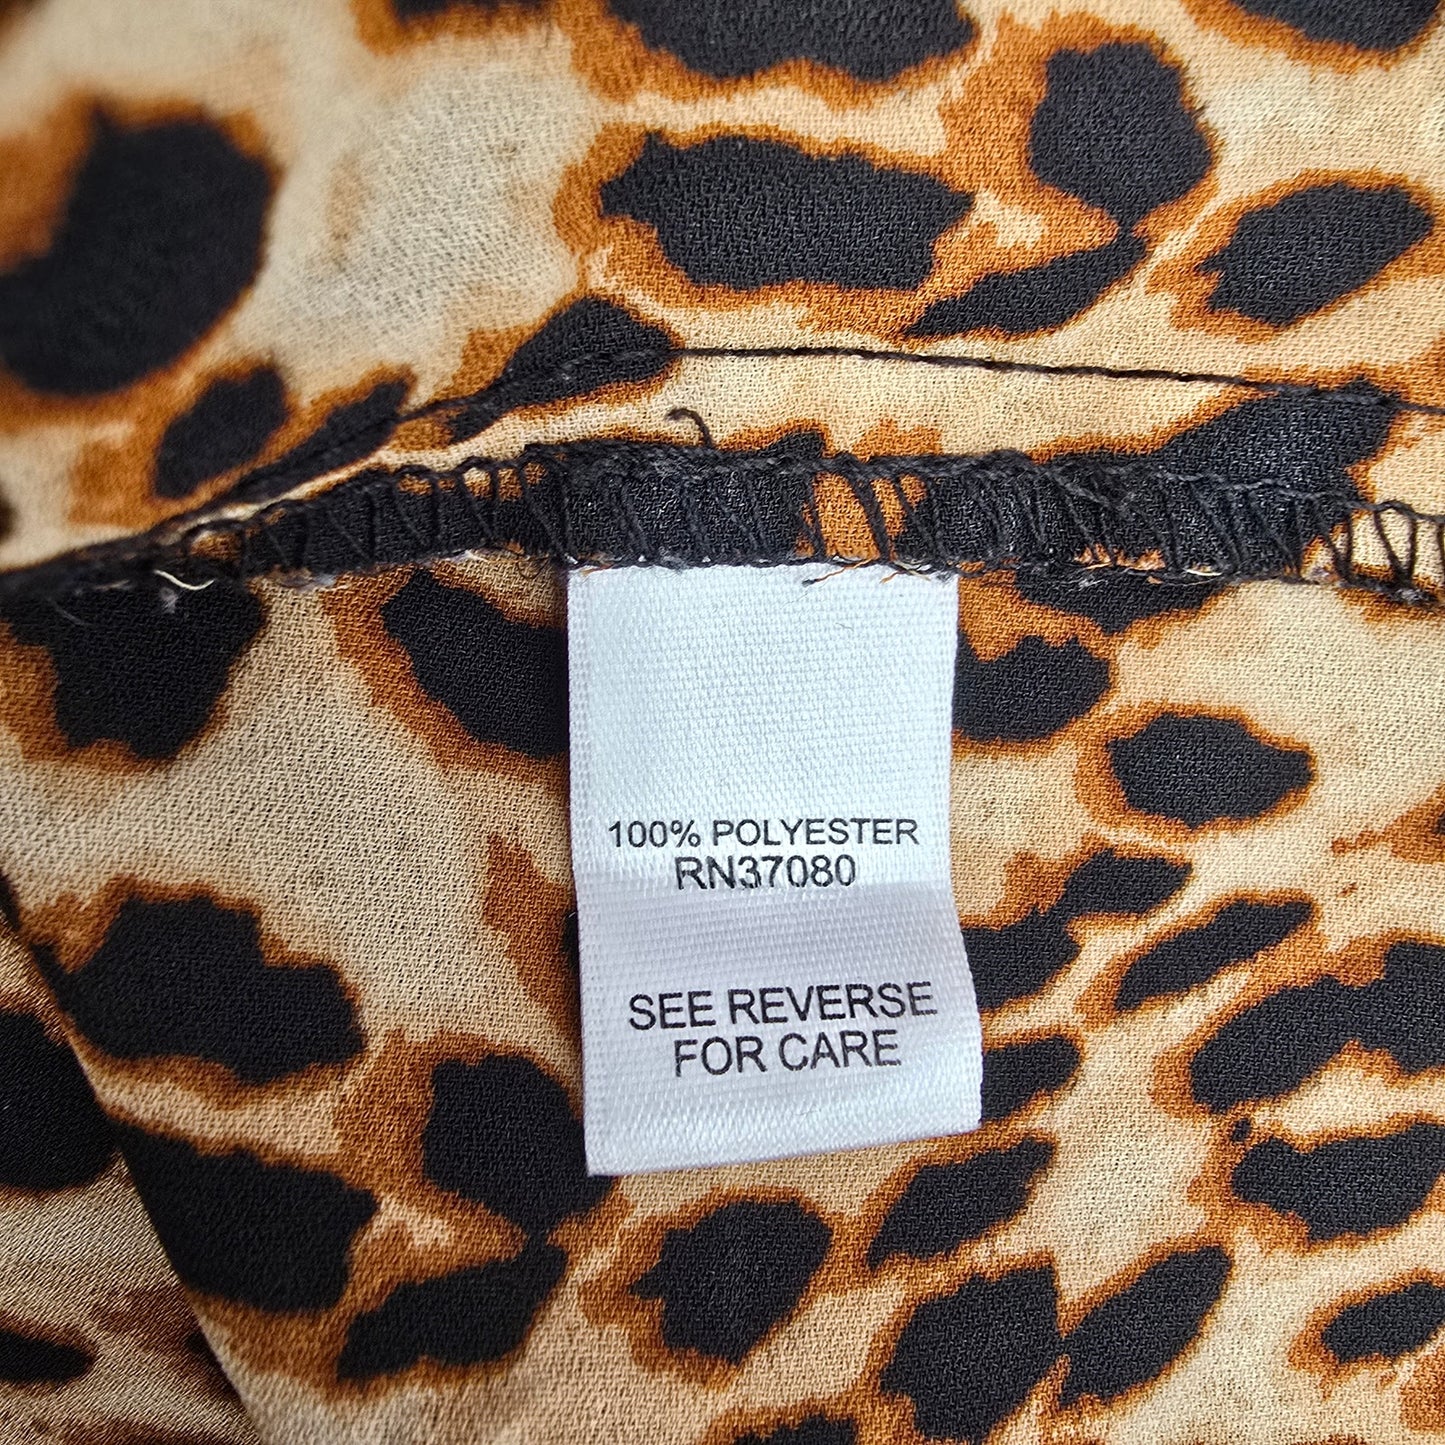 100% POLYESTER
RN37080
SEE REVERSE
FOR CARE